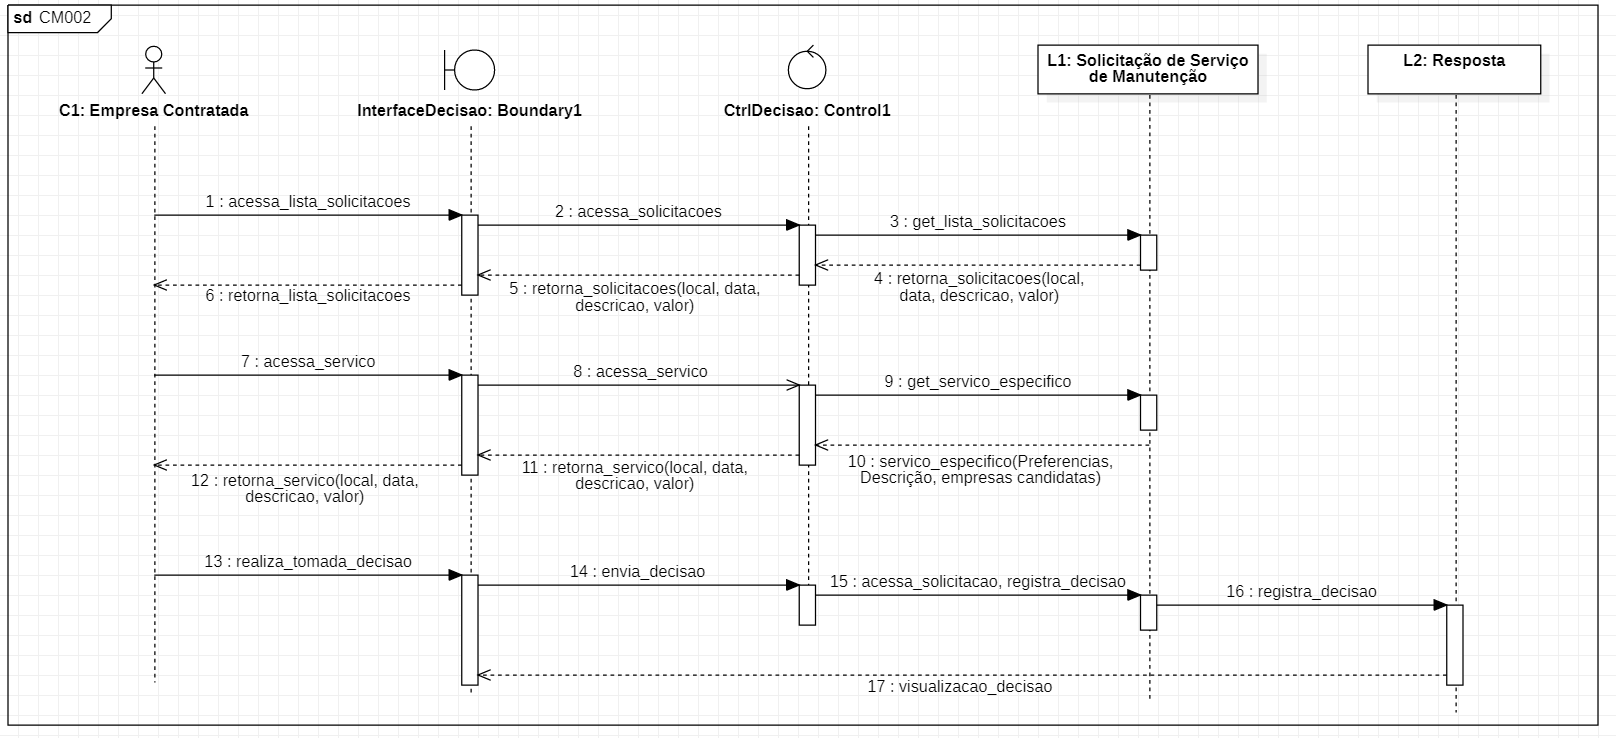 sd CM002
C1: Empresa Contratada
InterfaceDecisao: Boundary1
CtrlDecisao: Control1
L1: Solicitação de Serviço
de Manutenção
L2: Resposta
1 : acessa_lista_solicitacoes
2 : acessa_solicitacoes
3 : get_lista_solicitacoes
4 : retorna_solicitacoes(local,
data, descricao, valor)
5 : retorna_solicitacoes(local, data,
descricao, valor)
6 : retorna_lista_solicitacoes
7 : acessa_servico
8 : acessa_servico
9 : get_servico_especifico
10 : servico_especifico(Preferencias,
Descrição, empresas candidatas)
11 : retorna_servico(local, data,
descricao, valor)
12 : retorna_servico(local, data,
descricao, valor)
13 : realiza_tomada_decisao
14 : envia_decisao
15 : acessa_solicitacao, registra_decisao
16 : registra_decisao
17 : visualizacao_decisao